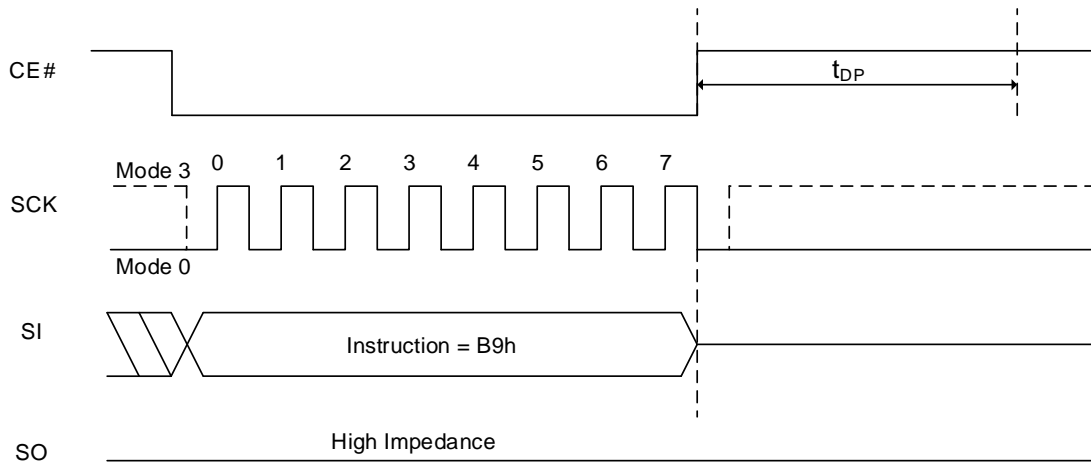 CE#
tDP
Mode 3
0 1 2 3 4 5 6 7
SCK
Mode 0
SI
Instruction = B9h
High Impedance
SO